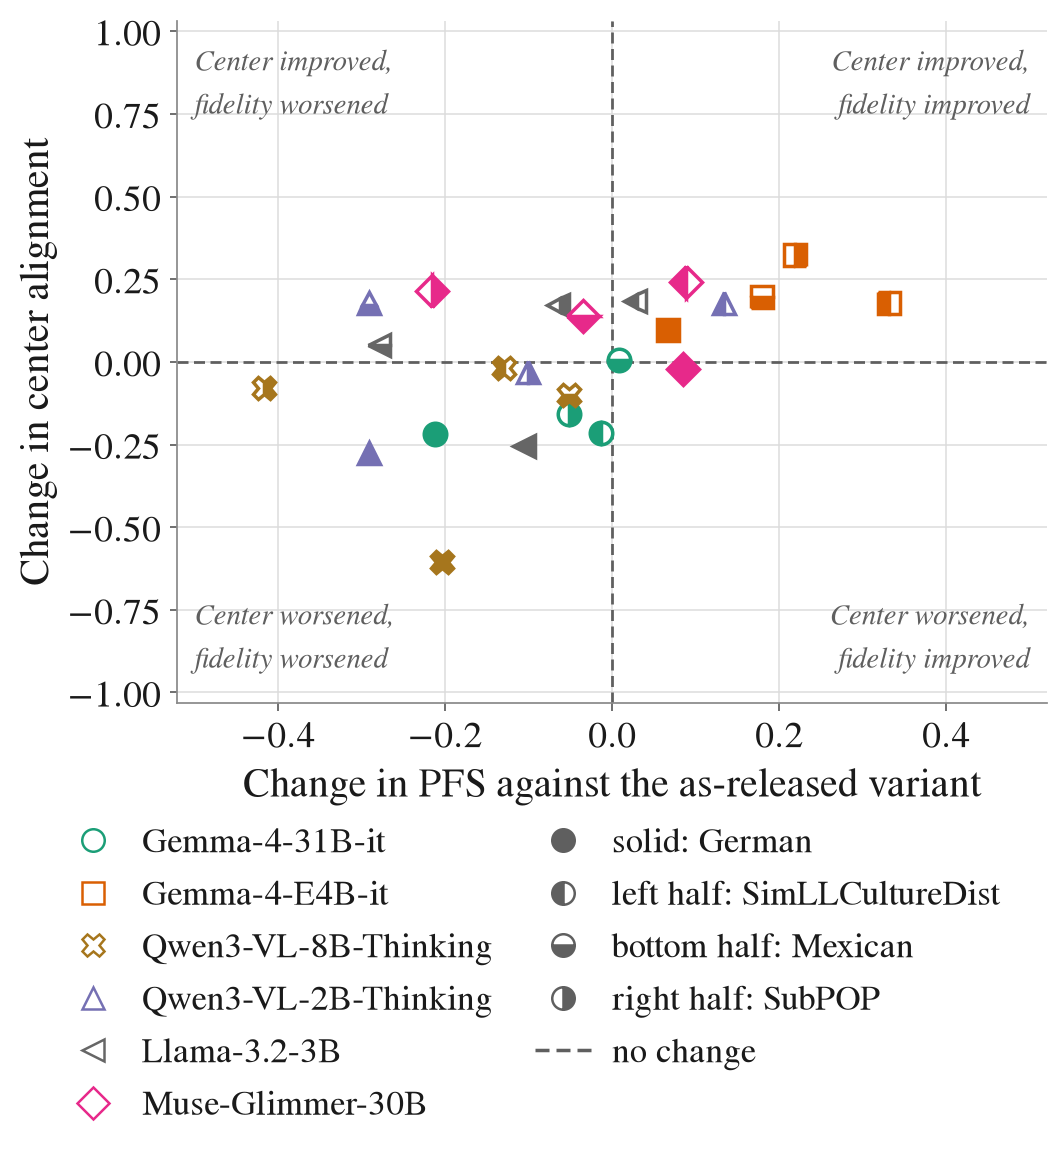 Change in center alignment
1.00
0.75
0.50
0.25
0.00
−0.25
−0.50
−0.75
−1.00
Center improved,
fidelity worsened
Center improved,
fidelity improved
Center worsened,
fidelity worsened
Center worsened,
fidelity improved
−0.4
−0.2
0.0
0.2
0.4
Change in PFS against the as-released variant
Gemma-4-31B-it
Gemma-4-E4B-it
Qwen3-VL-8B-Thinking
Qwen3-VL-2B-Thinking
Llama-3.2-3B
Muse-Glimmer-30B
solid: German
left half: SimLLCultureDist
bottom half: Mexican
right half: SubPOP
no change